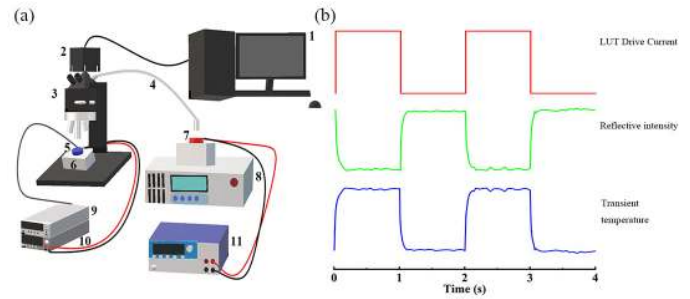 (a)
(b)
1
2
3
4
5
6
7
8
9
10
11
LUT Drive Current
Reflective intensity
Transient
temperature
0 1 2 3 4
Time (s)